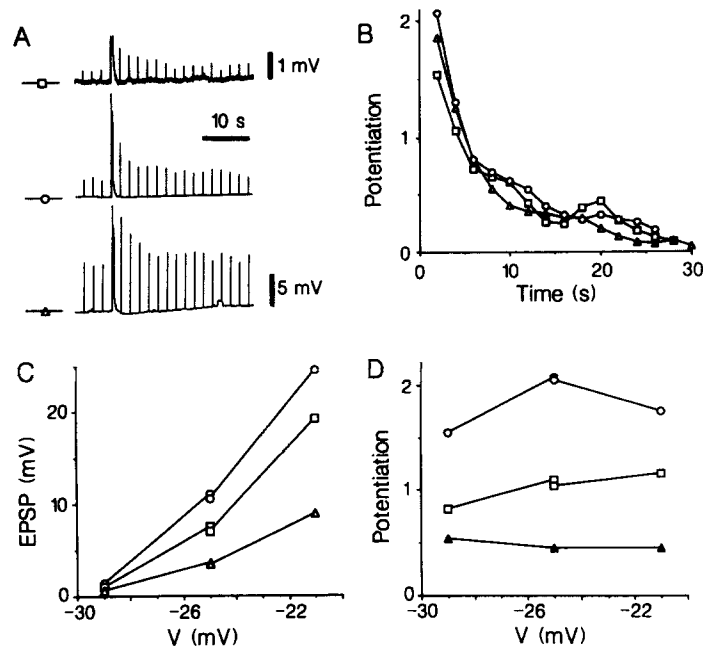 A
1 mV
10 s
5 mV
B
Potentiation
2
1
0
0
10
20
30
Time (s)
C
EPSP (mV)
20
10
0
-30
-26
-22
V (mV)
D
Potentiation
2
1
0
-30
-26
-22
V (mV)